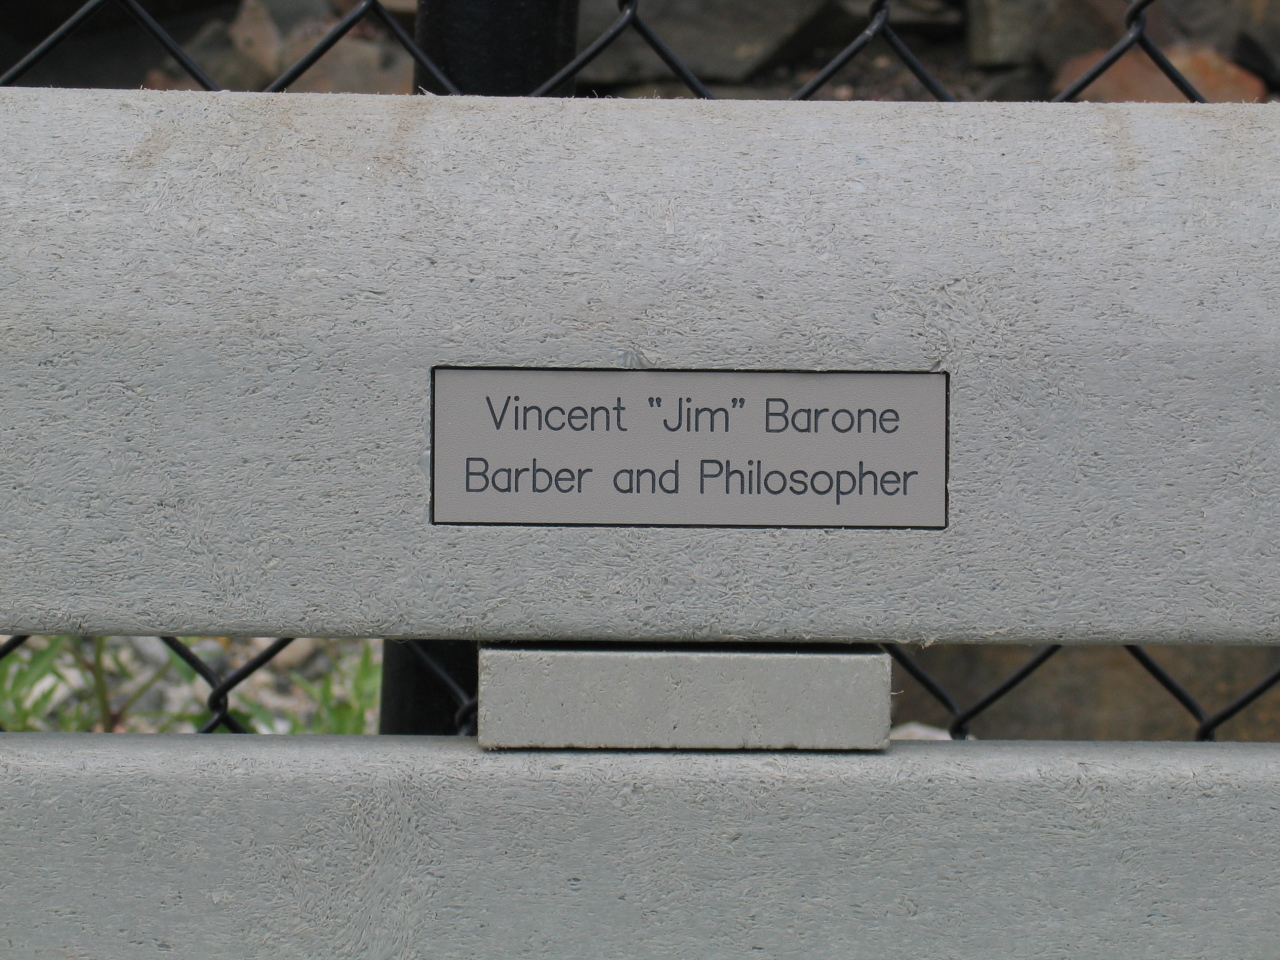 Vincent "Jim" Barone
Barber and Philosopher